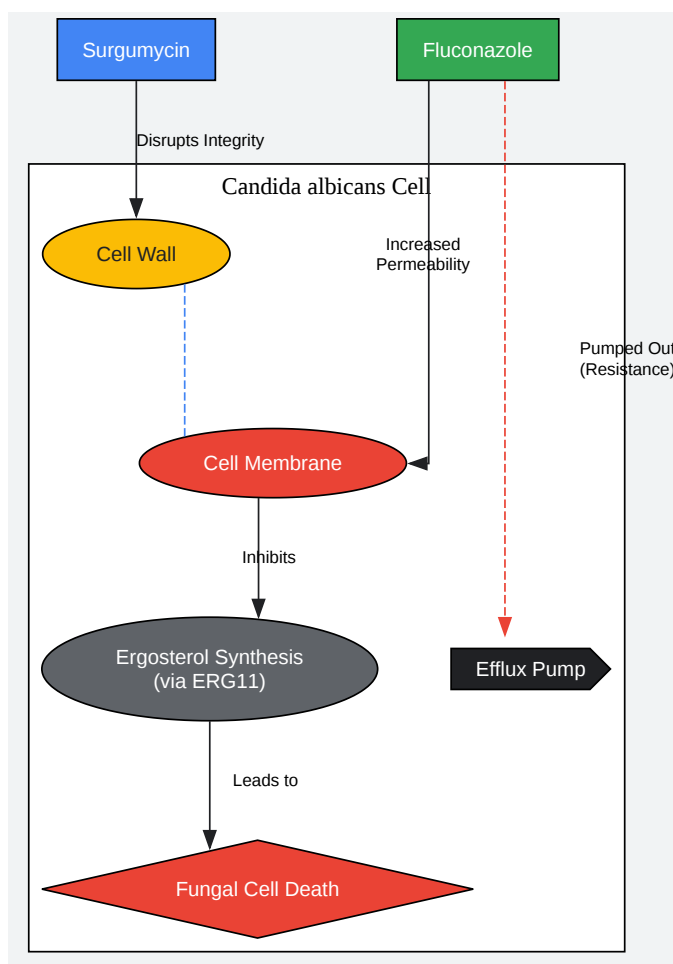 Surgumycin
Fluconazole
Disrupts Integrity
Candida albicans Cell
Cell Wall
Increased
Permeability
Pumped Out
(Resistance)
Cell Membrane
Inhibits
Ergosterol Synthesis
(via ERG11)
Efflux Pump
Leads to
Fungal Cell Death